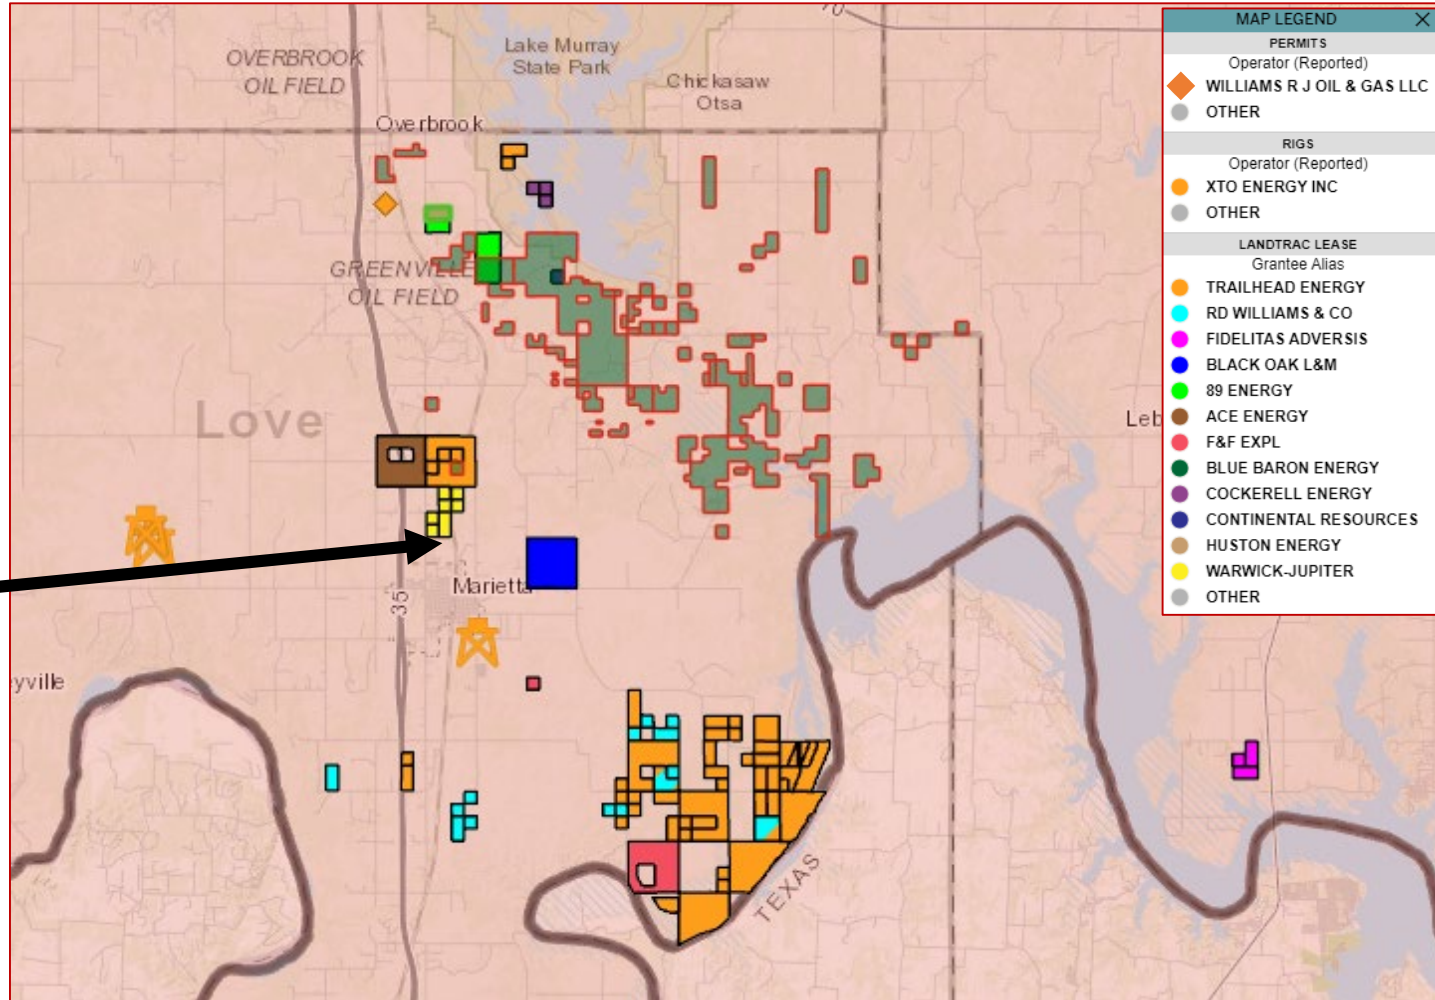 70
OVERBROOK
OIL FIELD
Lake Murray
State Park
Chickasaw
Otsa
Overbrook
GREENVILLE
OIL FIELD
Love
Leb
Marietta
35
yville
TEXAS
MAP LEGEND
PERMITS
Operator (Reported)
WILLIAMS R J OIL & GAS LLC
OTHER
RIGS
Operator (Reported)
XTO ENERGY INC
OTHER
LANDTRAC LEASE
Grantee Alias
TRAILHEAD ENERGY
RD WILLIAMS & CO
FIDELITAS ADVERSIS
BLACK OAK L&M
89 ENERGY
ACE ENERGY
F&F EXPL
BLUE BARON ENERGY
COCKERELL ENERGY
CONTINENTAL RESOURCES
HUSTON ENERGY
WARWICK-JUPITER
OTHER